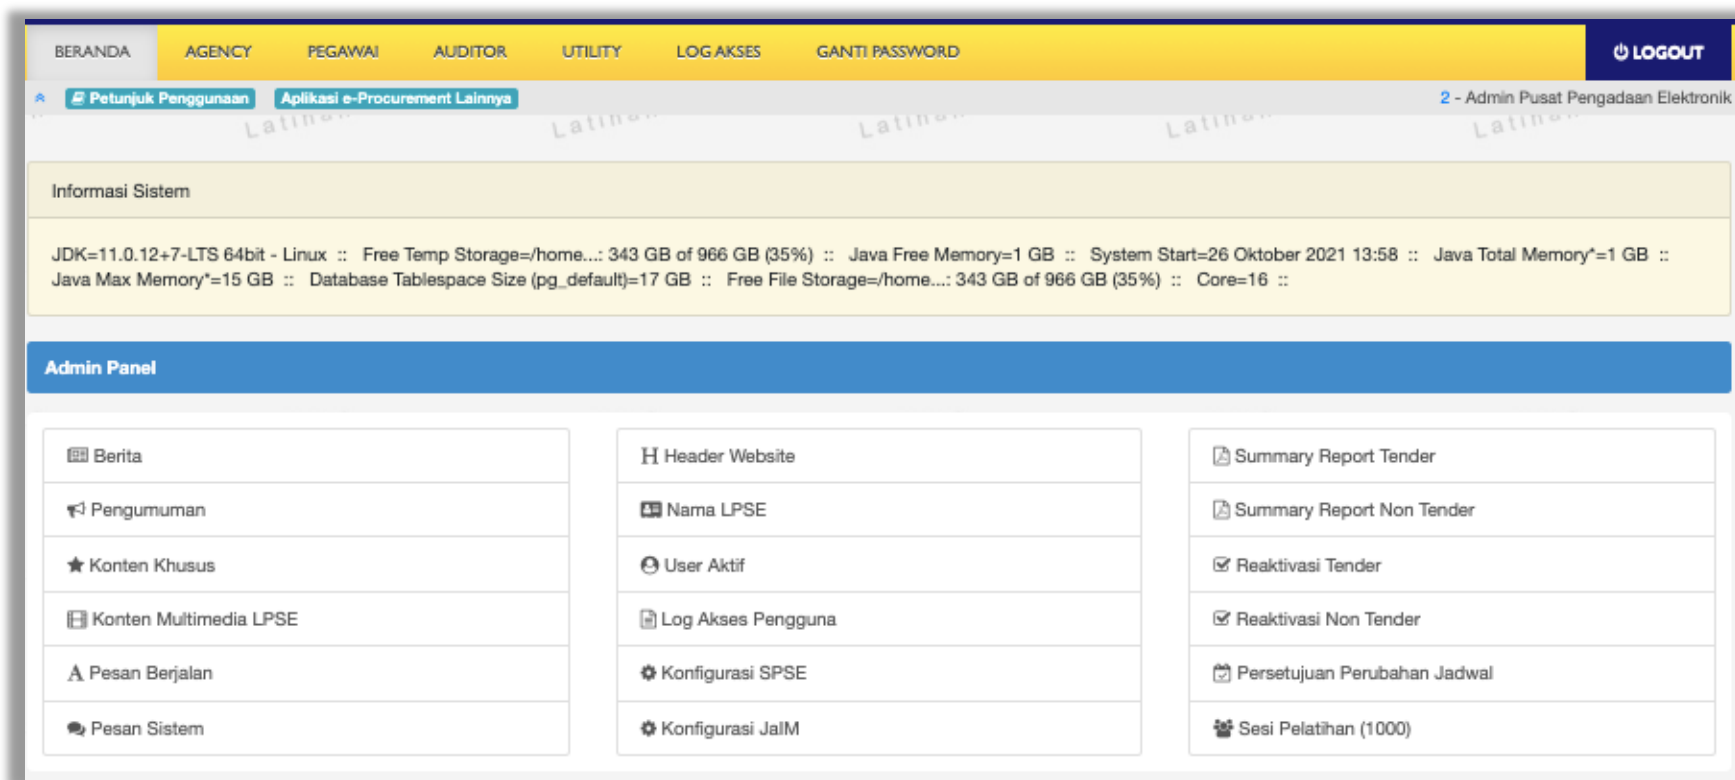 BERANDA AGENCY PEGAWAI AUDITOR UTILITY LOG AKSES GANTI PASSWORD LOGOUT
Petunjuk Penggunaan Aplikasi e-Procurement Lainnya 2 - Admin Pusat Pengadaan Elektronik
Latihan Latihan Latihan Latihan Latihan
Informasi Sistem
JDK=11.0.12+7-LTS 64bit - Linux :: Free Temp Storage=/home...: 343 GB of 966 GB (35%) :: Java Free Memory=1 GB :: System Start=26 Oktober 2021 13:58 :: Java Total Memory*=1 GB ::
Java Max Memory*=15 GB :: Database Tablespace Size (pg_default)=17 GB :: Free File Storage=/home...: 343 GB of 966 GB (35%) :: Core=16 ::
Admin Panel
Berita
Pengumuman
Konten Khusus
Konten Multimedia LPSE
Pesan Berjalan
Pesan Sistem
Header Website
Nama LPSE
User Aktif
Log Akses Pengguna
Konfigurasi SPSE
Konfigurasi JaIM
Summary Report Tender
Summary Report Non Tender
Reaktivasi Tender
Reaktivasi Non Tender
Persetujuan Perubahan Jadwal
Sesi Pelatihan (1000)